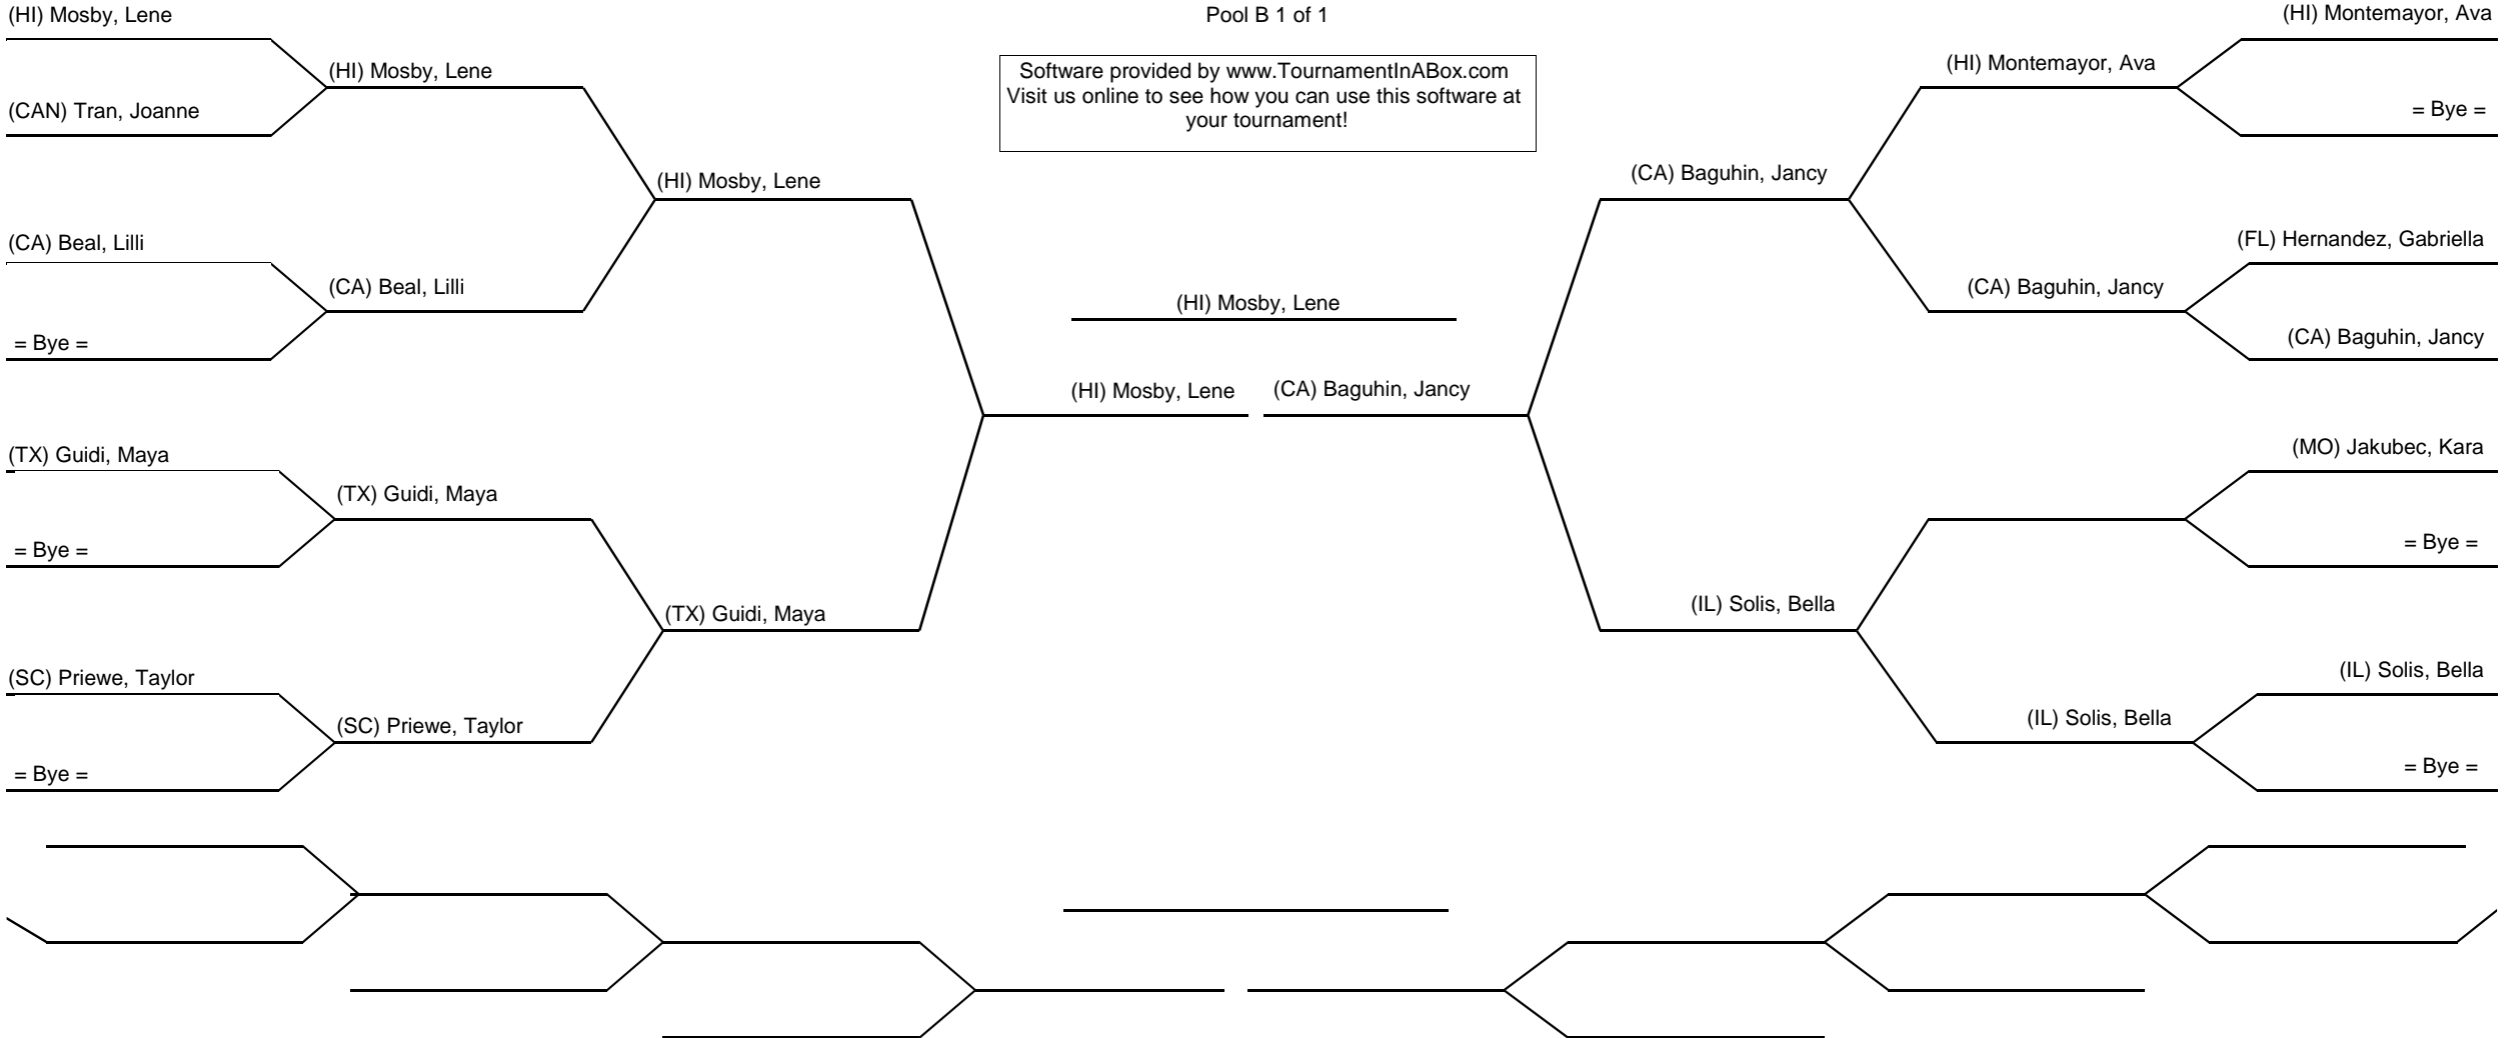 (HI) Mosby, Lene
Pool B 1 of 1
(HI) Montemayor, Ava
(HI) Mosby, Lene
Software provided by www.TournamentInABox.com
Visit us online to see how you can use this software at
your tournament!
(HI) Montemayor, Ava
(CAN) Tran, Joanne
= Bye =
(HI) Mosby, Lene
(CA) Baguhin, Jancy
(CA) Beal, Lilli
(FL) Hernandez, Gabriella
(CA) Beal, Lilli
(HI) Mosby, Lene
(CA) Baguhin, Jancy
= Bye =
(CA) Baguhin, Jancy
(HI) Mosby, Lene
(CA) Baguhin, Jancy
(TX) Guidi, Maya
(MO) Jakubec, Kara
(TX) Guidi, Maya
= Bye =
= Bye =
(TX) Guidi, Maya
(IL) Solis, Bella
(SC) Priewe, Taylor
(IL) Solis, Bella
(SC) Priewe, Taylor
(IL) Solis, Bella
= Bye =
= Bye =